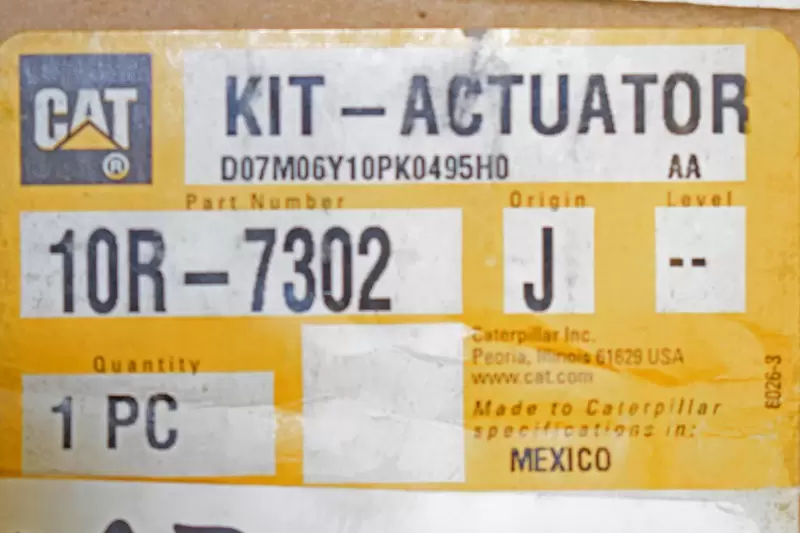 CAT ®
KIT – ACTUATOR
D07M06Y10PK0495H0 AA
Part Number Origin Level
10R – 7302 J --
Quantity
1 PC
Caterpillar Inc.
Peoria, Illinois 61629 USA
www.cat.com
Made to Caterpillar
specifications in:
MEXICO
6026-3